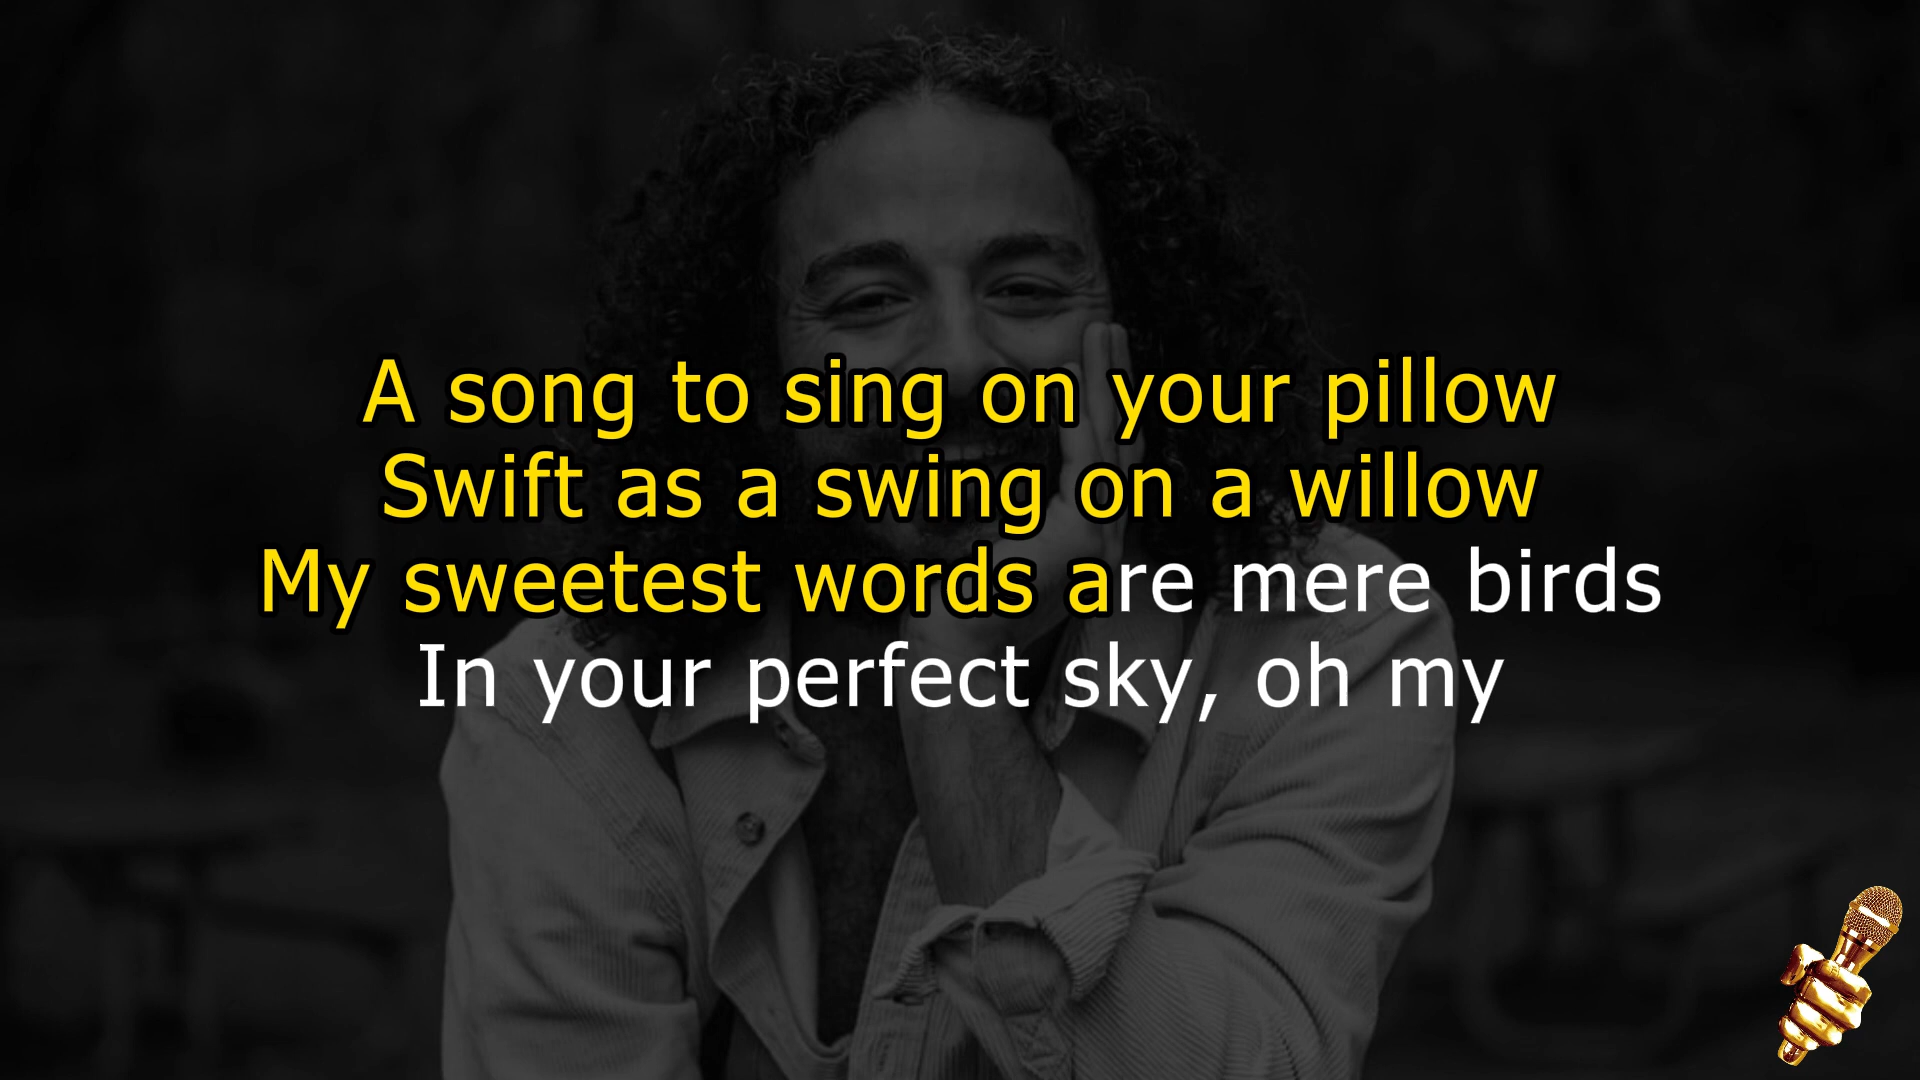 A song to sing on your pillow
Swift as a swing on a willow
My sweetest words are mere birds
In your perfect sky, oh my